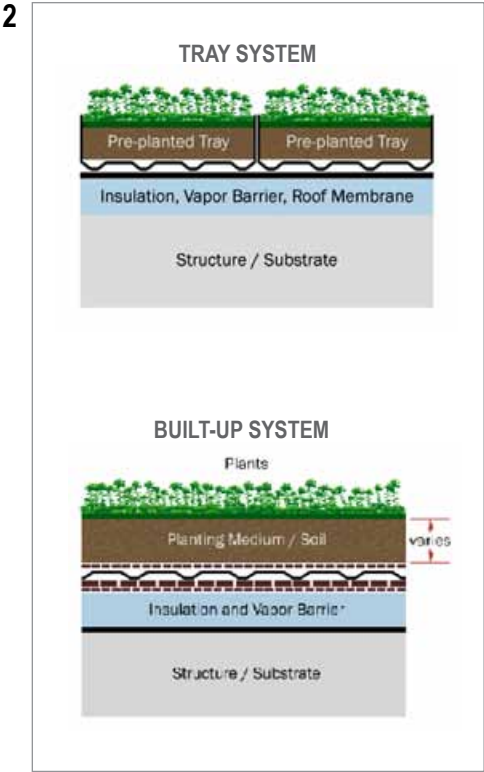 2
TRAY SYSTEM
Pre-planted Tray Pre-planted Tray
Insulation, Vapor Barrier, Roof Membrane
Structure / Substrate
BUILT-UP SYSTEM
Plants
Planting Medium / Soil
varies
Insulation and Vapor Barrier
Structure / Substrate